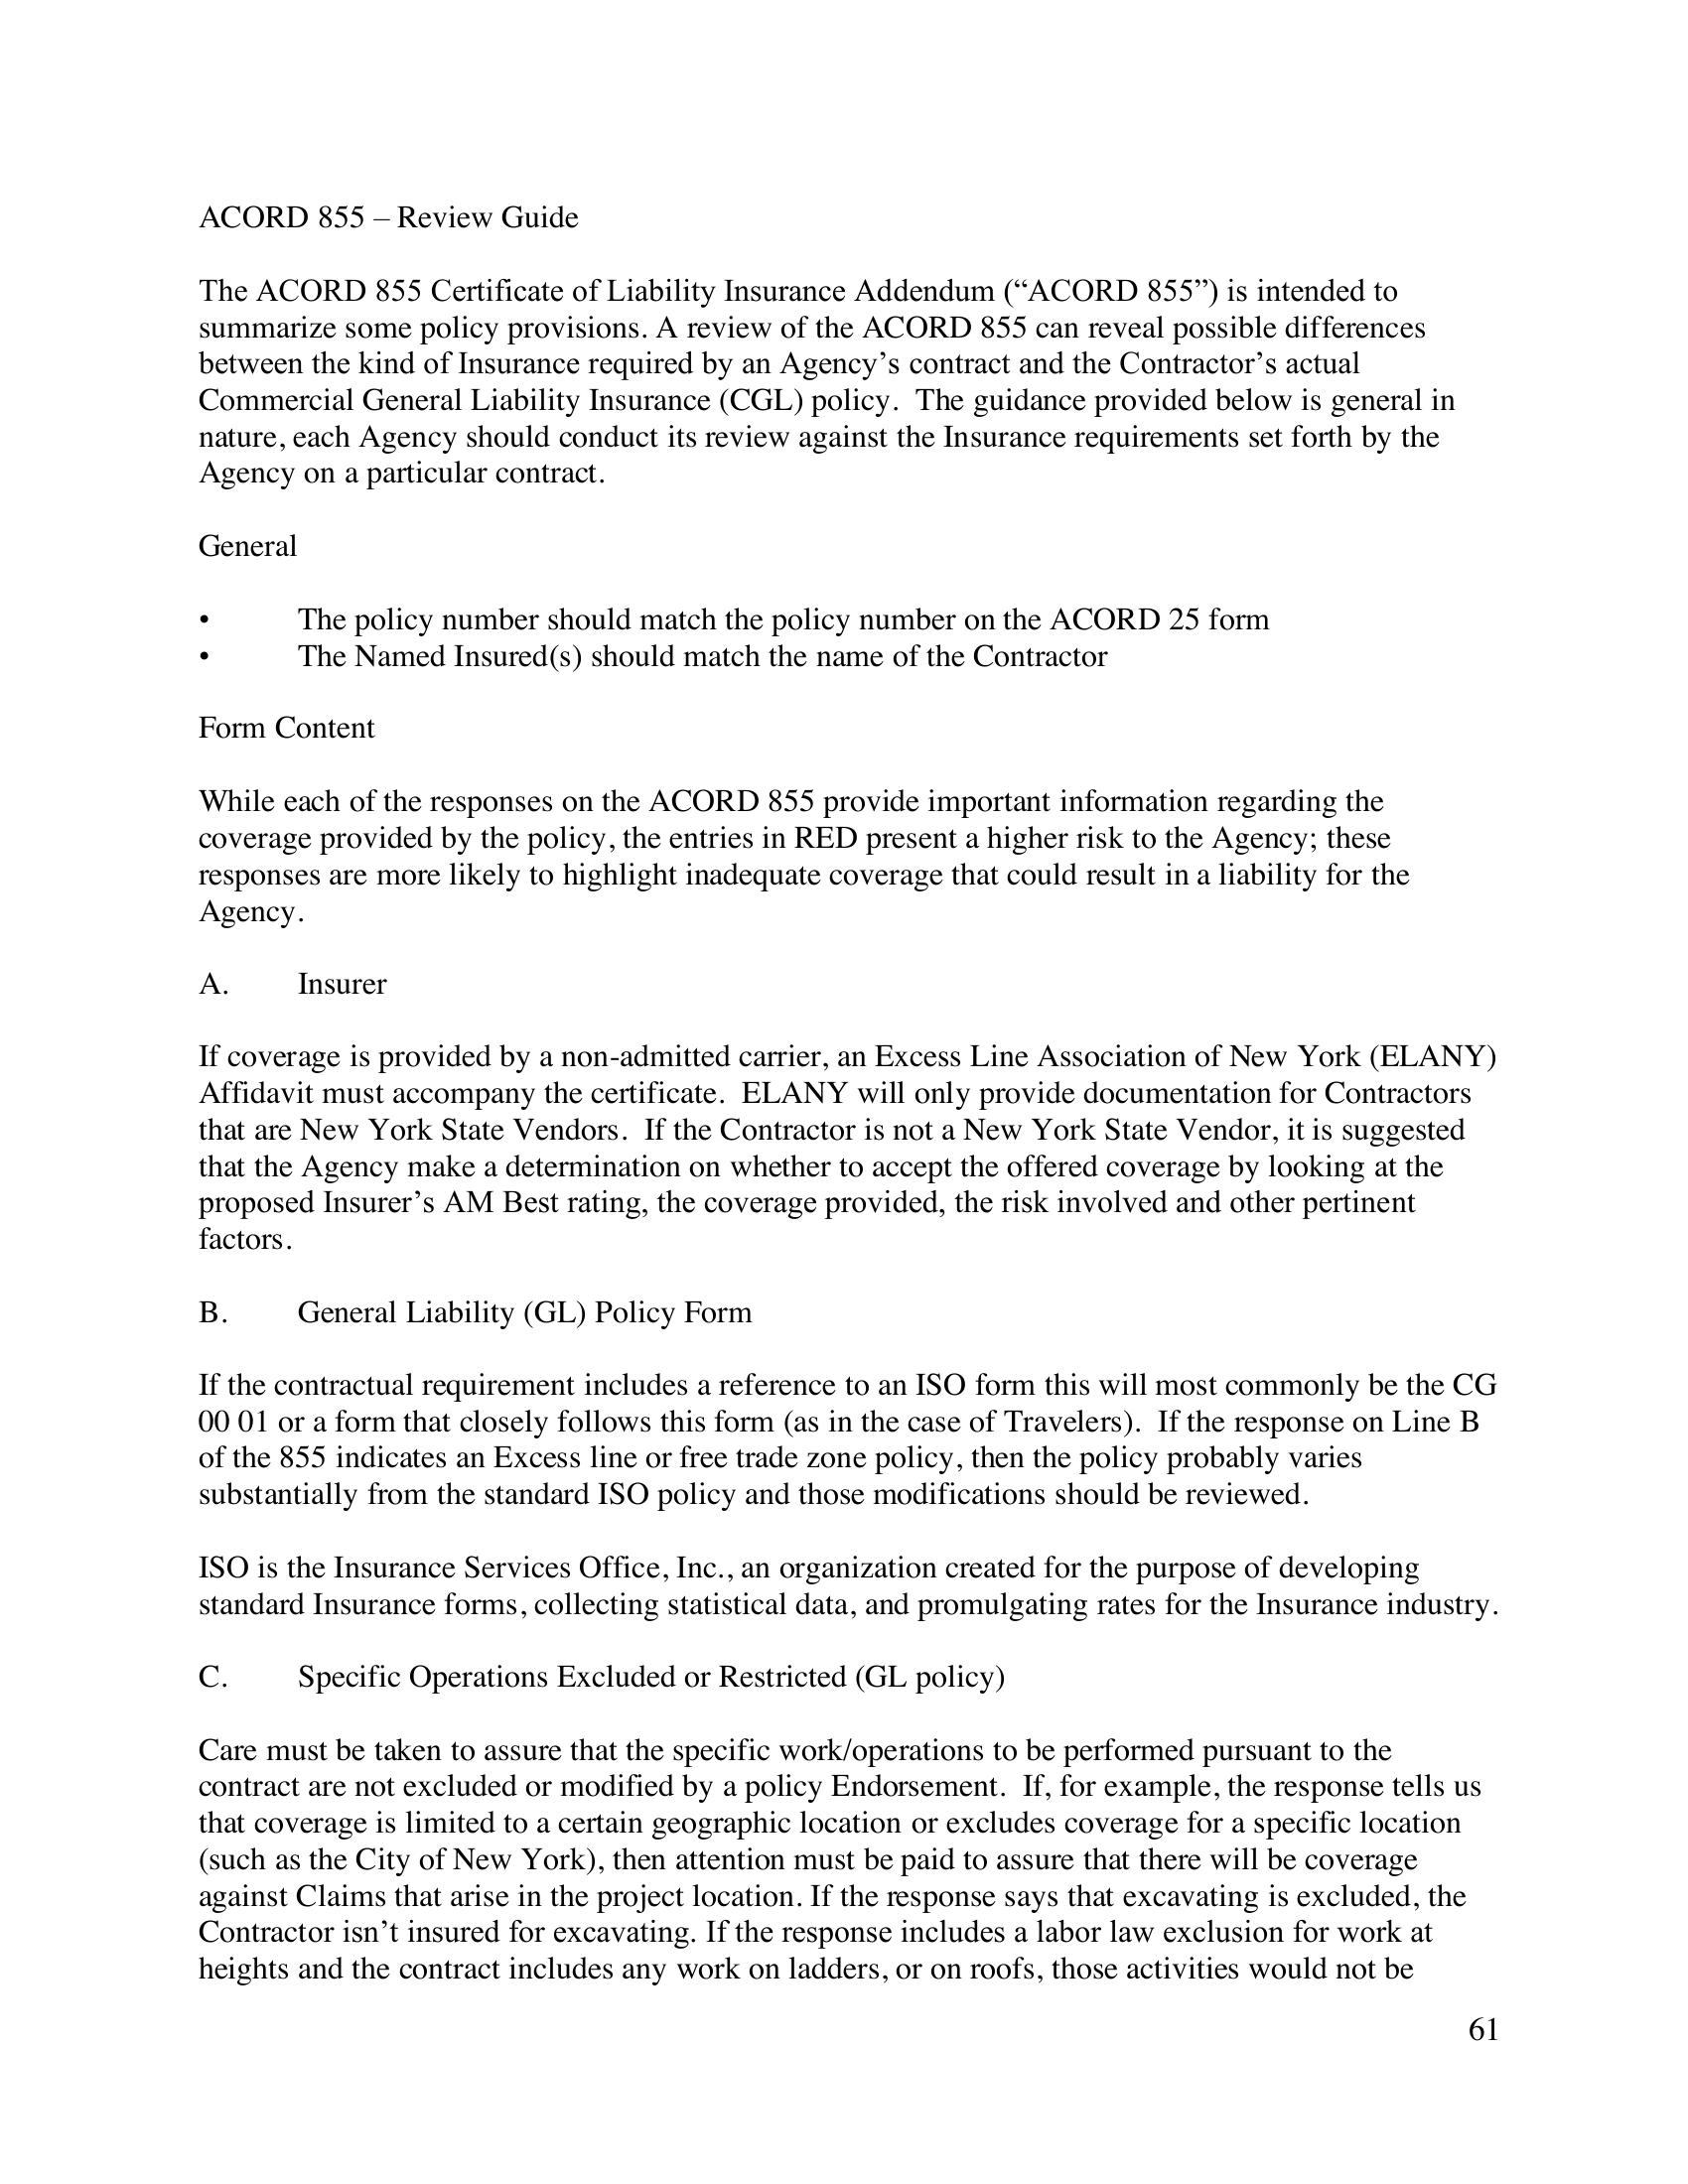 ACORD 855 – Review Guide
The ACORD 855 Certificate of Liability Insurance Addendum (“ACORD 855”) is intended to
summarize some policy provisions. A review of the ACORD 855 can reveal possible differences
between the kind of Insurance required by an Agency’s contract and the Contractor’s actual
Commercial General Liability Insurance (CGL) policy.  The guidance provided below is general in
nature, each Agency should conduct its review against the Insurance requirements set forth by the
Agency on a particular contract.
General
• The policy number should match the policy number on the ACORD 25 form
• The Named Insured(s) should match the name of the Contractor
Form Content
While each of the responses on the ACORD 855 provide important information regarding the
coverage provided by the policy, the entries in RED present a higher risk to the Agency; these
responses are more likely to highlight inadequate coverage that could result in a liability for the
Agency.
A. Insurer
If coverage is provided by a non-admitted carrier, an Excess Line Association of New York (ELANY)
Affidavit must accompany the certificate.  ELANY will only provide documentation for Contractors
that are New York State Vendors.  If the Contractor is not a New York State Vendor, it is suggested
that the Agency make a determination on whether to accept the offered coverage by looking at the
proposed Insurer’s AM Best rating, the coverage provided, the risk involved and other pertinent
factors.
B. General Liability (GL) Policy Form
If the contractual requirement includes a reference to an ISO form this will most commonly be the CG
00 01 or a form that closely follows this form (as in the case of Travelers).  If the response on Line B
of the 855 indicates an Excess line or free trade zone policy, then the policy probably varies
substantially from the standard ISO policy and those modifications should be reviewed.
ISO is the Insurance Services Office, Inc., an organization created for the purpose of developing
standard Insurance forms, collecting statistical data, and promulgating rates for the Insurance industry.
C. Specific Operations Excluded or Restricted (GL policy)
Care must be taken to assure that the specific work/operations to be performed pursuant to the
contract are not excluded or modified by a policy Endorsement.  If, for example, the response tells us
that coverage is limited to a certain geographic location or excludes coverage for a specific location
(such as the City of New York), then attention must be paid to assure that there will be coverage
against Claims that arise in the project location. If the response says that excavating is excluded, the
Contractor isn’t insured for excavating. If the response includes a labor law exclusion for work at
heights and the contract includes any work on ladders, or on roofs, those activities would not be
61